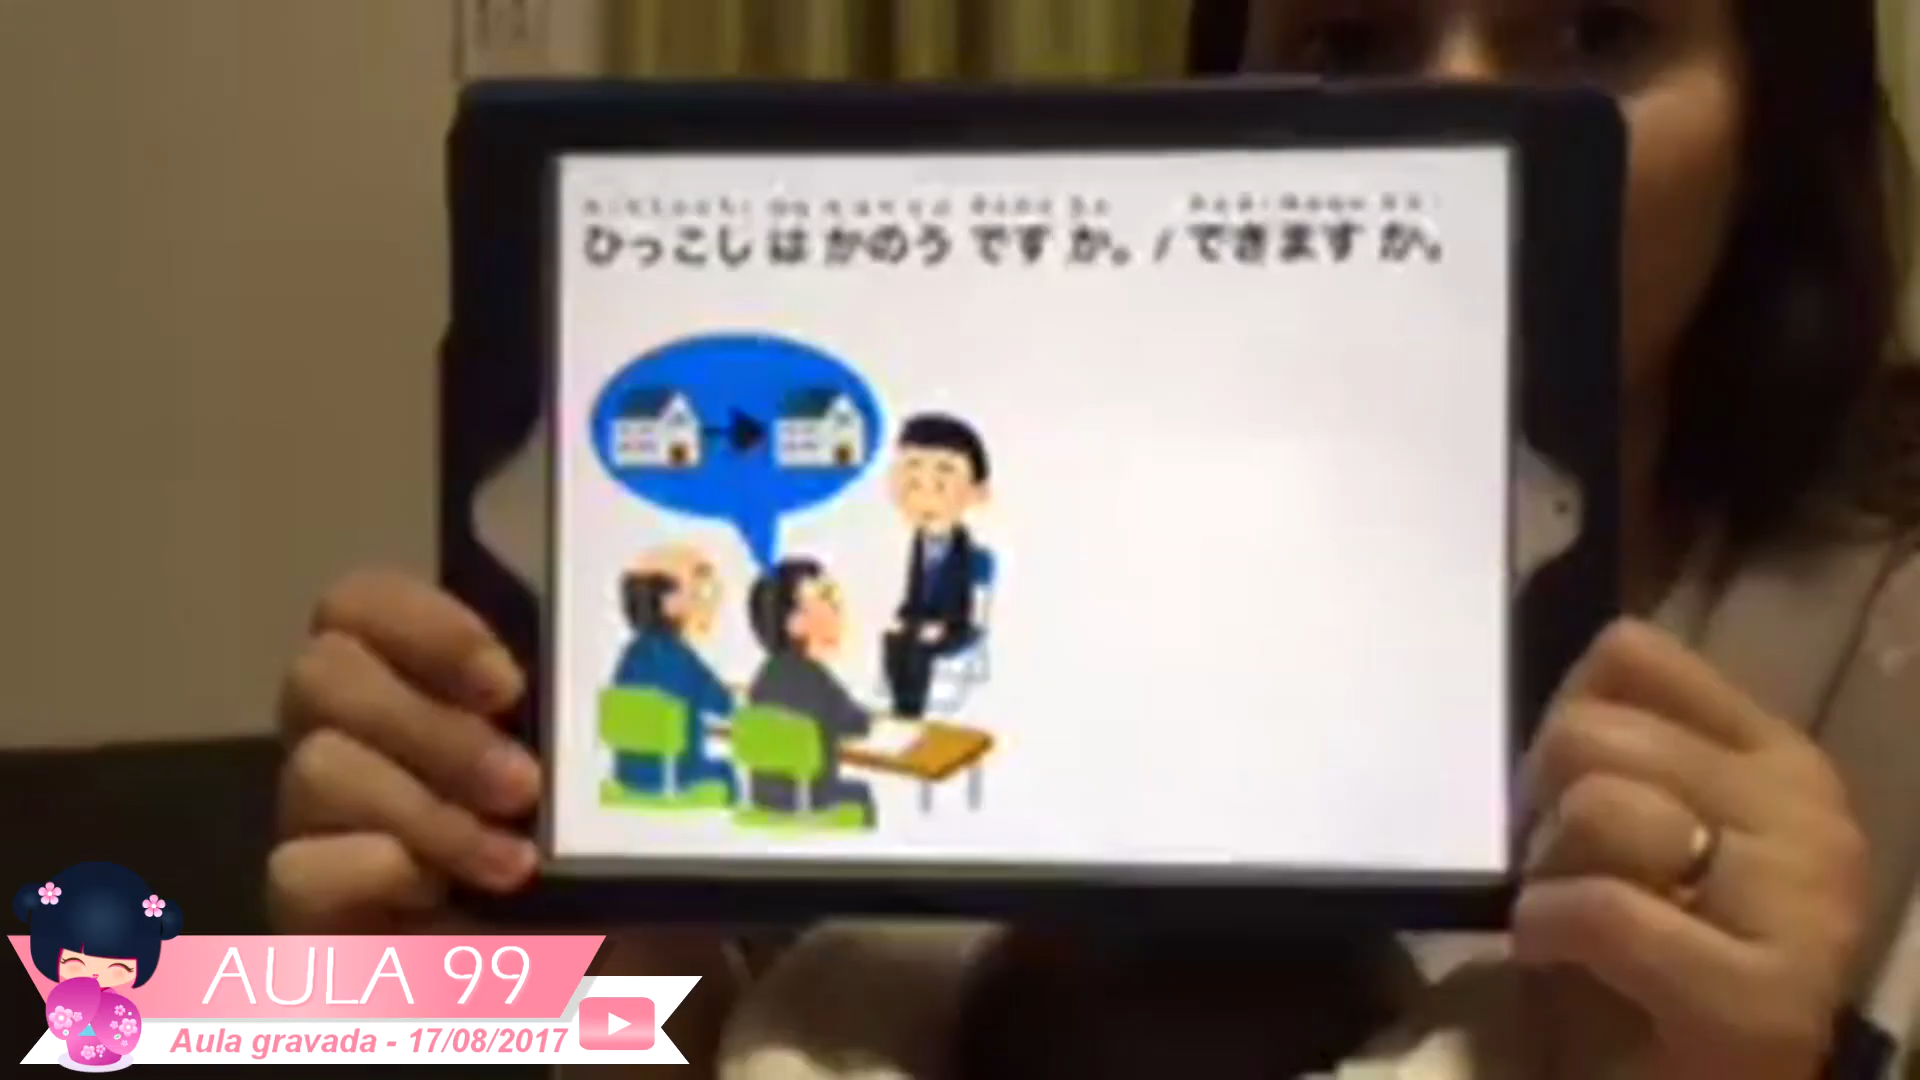 ひっこし は かのう です か。/ できます か。
AULA 99
Aula gravada - 17/08/2017